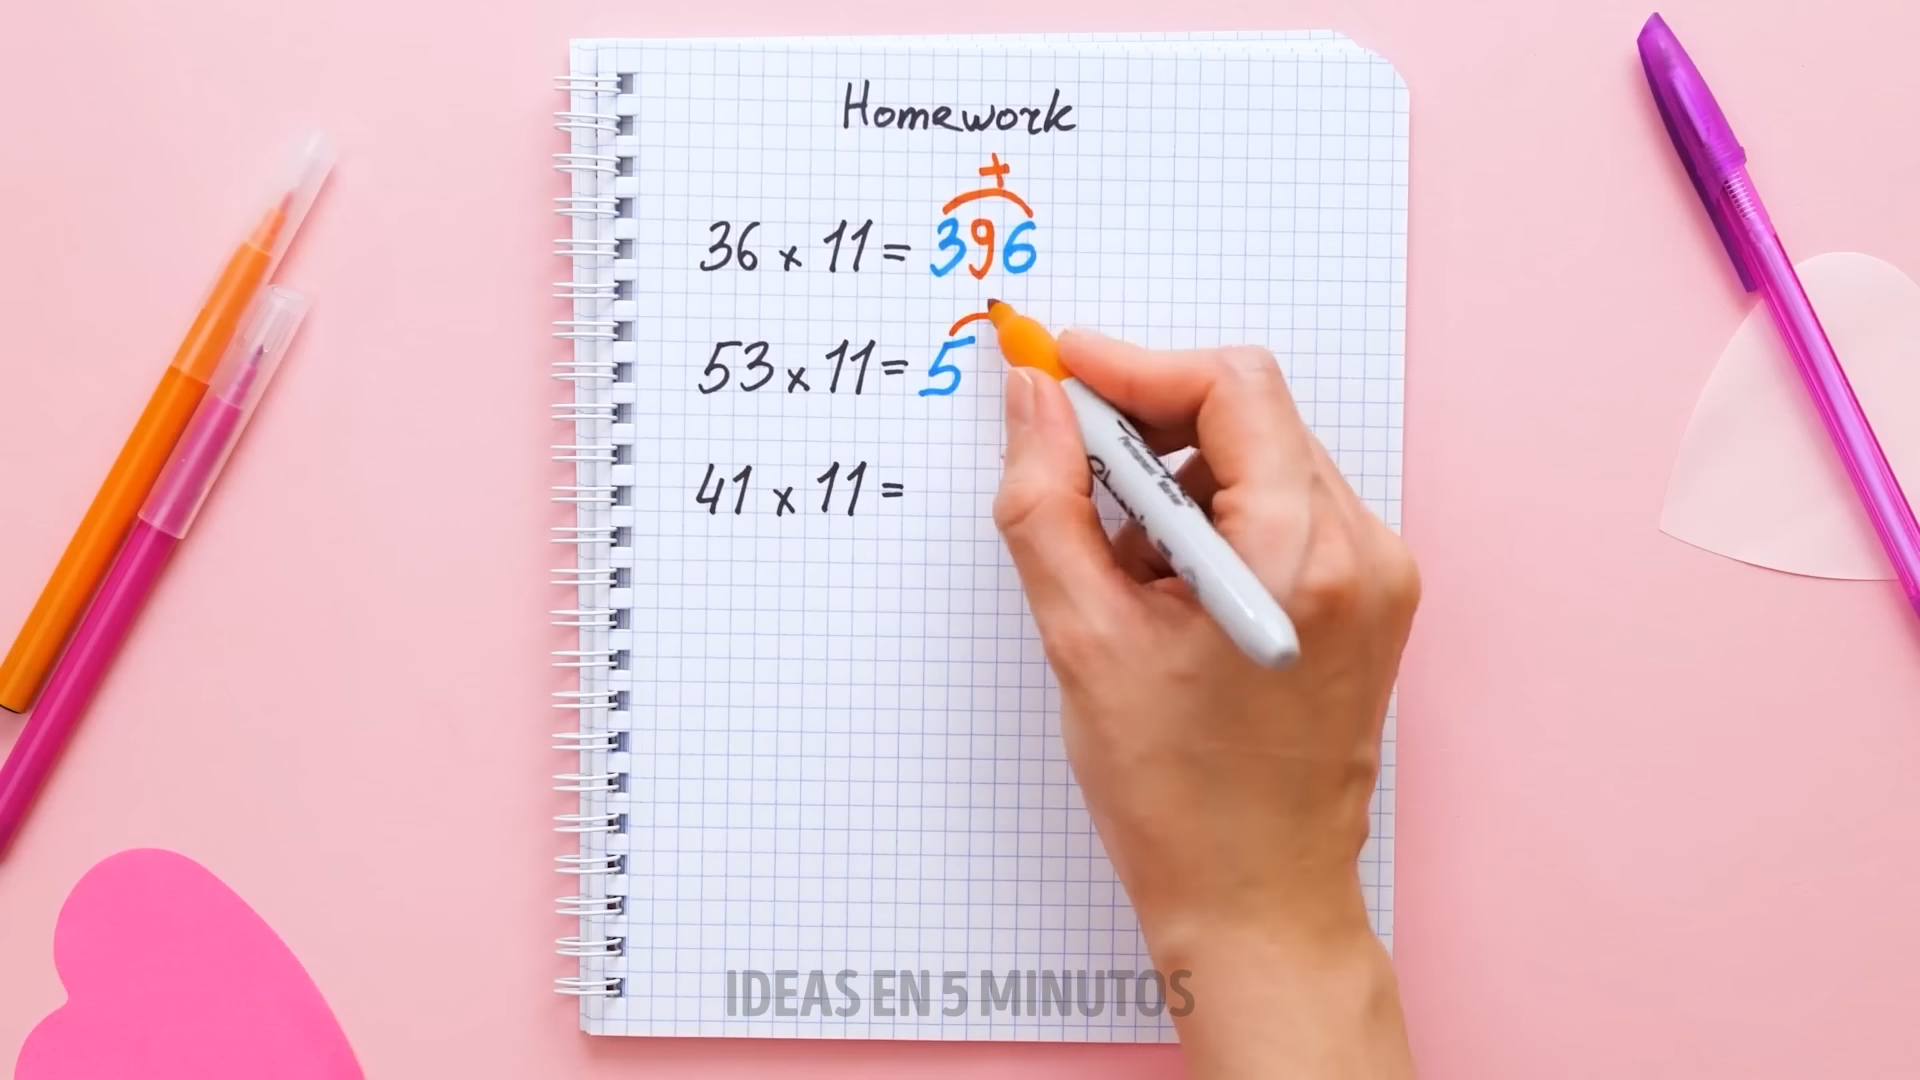 Homework
+
36 x 11 = 396
53 x 11 = 5
41 x 11 =
IDEAS EN 5 MINUTOS